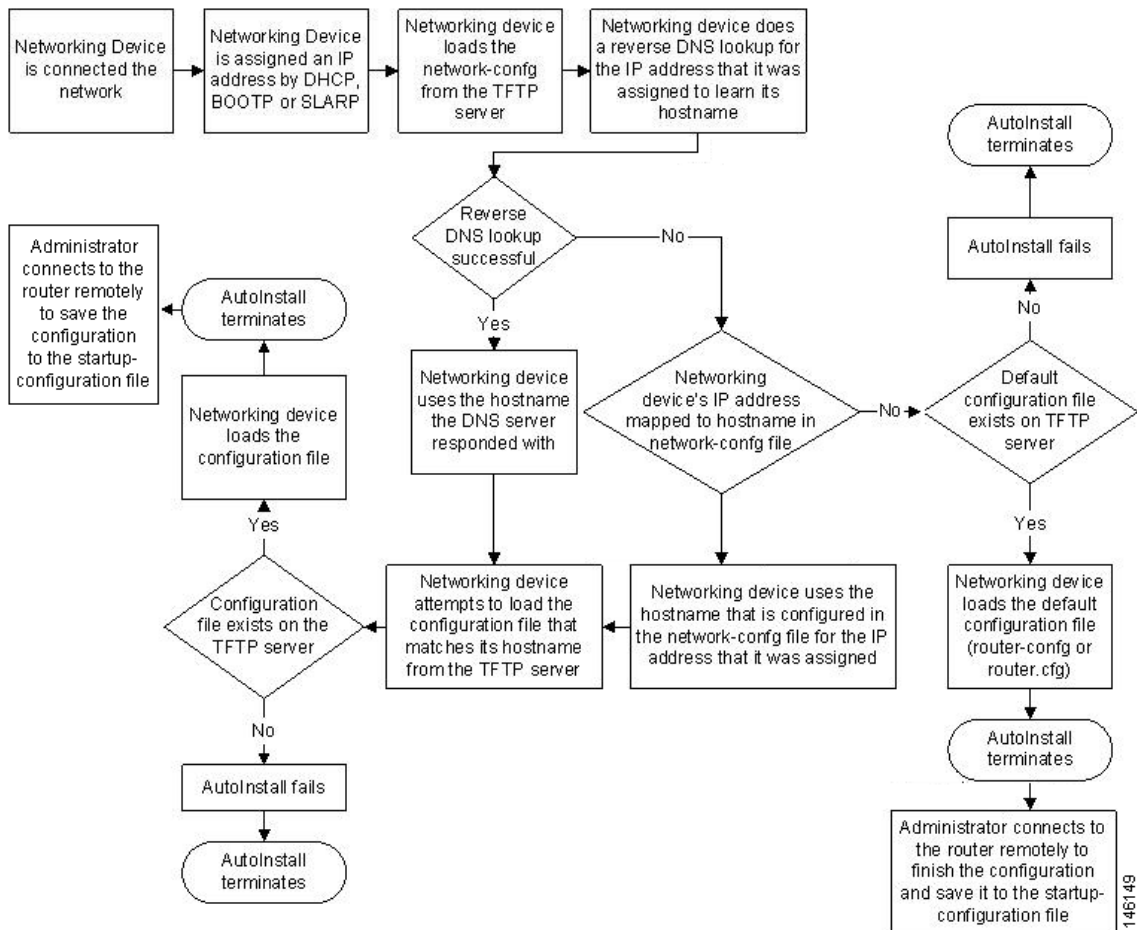 Networking Device
is connected the
network
Networking Device
is assigned an IP
address by DHCP,
BOOTP or SLARP
Networking device
loads the
network-confg
from the TFTP
server
Networking device does
a reverse DNS lookup for
the IP address that it was
assigned to learn its
hostname
AutoInstall
terminates
Reverse
DNS lookup
successful
No
AutoInstall fails
Administrator
connects to the
router remotely
to save the
configuration
to the startup-
configuration file
AutoInstall
terminates
Yes
No
Networking device
uses the hostname
the DNS server
responded with
Networking
device's IP address
mapped to hostname in
network-confg file
No
Default
configuration file
exists on TFTP
server
Networking device
loads the
configuration file
Yes
Yes
Configuration
file exists on the
TFTP server
Networking device
attempts to load the
configuration file that
matches its hostname
from the TFTP server
Networking device uses the
hostname that is configured in
the network-confg file for the IP
address that it was assigned
Networking device
loads the default
configuration file
(router-confg or
router.cfg)
No
AutoInstall fails
AutoInstall
terminates
AutoInstall
terminates
Administrator connects to
the router remotely to
finish the configuration
and save it to the startup-
configuration file
146149